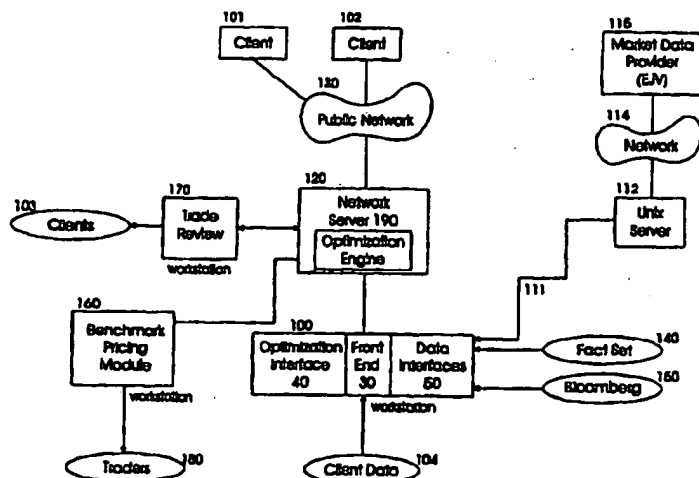 101
Client
102
Client
130
Public Network
115
Market Data
Provider
(EJV)
114
Network
112
Unix
Server
111
120
Network
Server 190
Optimization
Engine
170
Trade
Review
workstation
103
Clients
160
Benchmark
Pricing
Module
workstation
180
Traders
100
Optimization
Interface
40
Front
End
30
Data
Interfaces
50
workstation
140
Fact Set
150
Bloomberg
Client Data
104